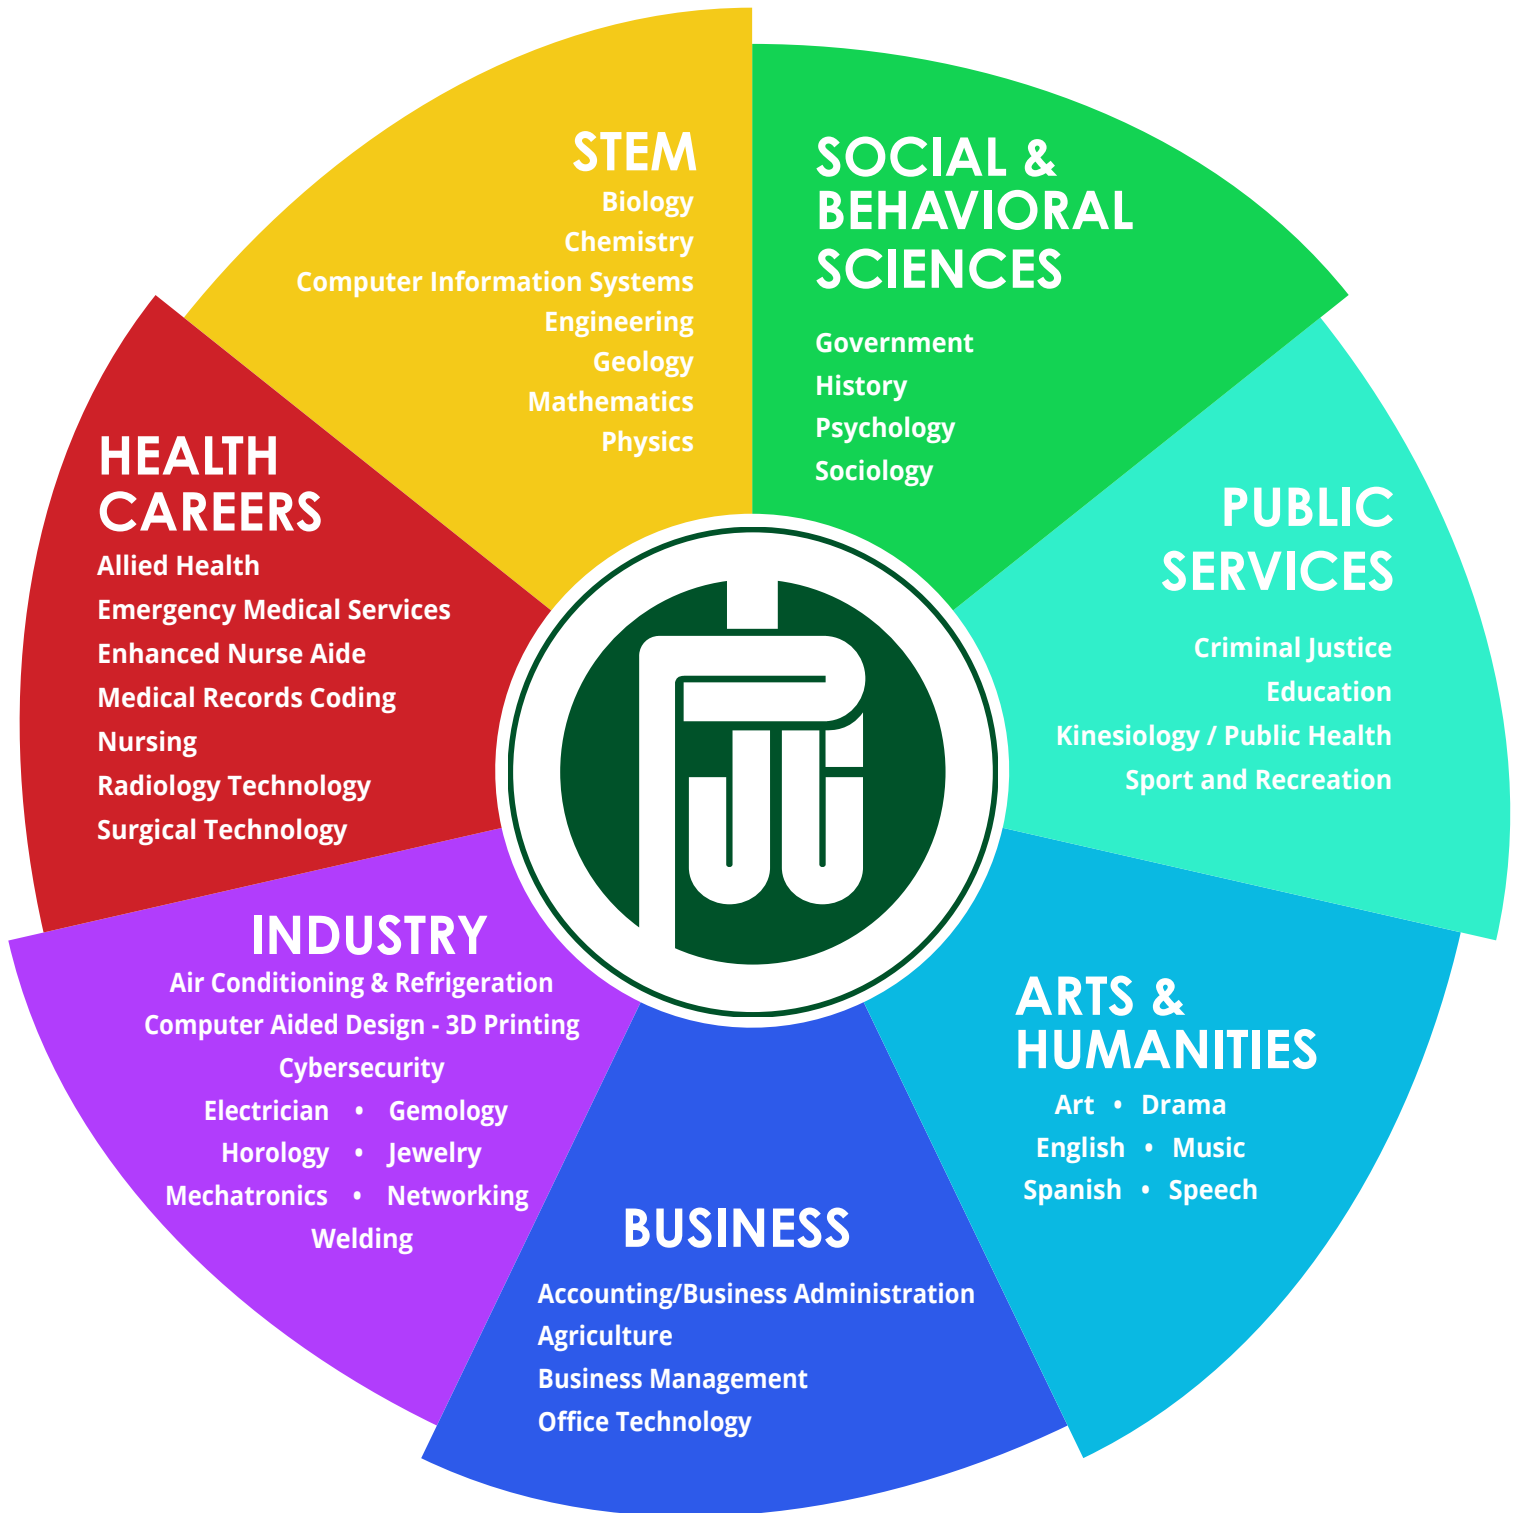 STEM
Biology
Chemistry
Computer Information Systems
Engineering
Geology
Mathematics
Physics
SOCIAL &
BEHAVIORAL
SCIENCES
Government
History
Psychology
Sociology
PUBLIC
SERVICES
Criminal Justice
Education
Kinesiology / Public Health
Sport and Recreation
ARTS &
HUMANITIES
Art • Drama
English • Music
Spanish • Speech
BUSINESS
Accounting/Business Administration
Agriculture
Business Management
Office Technology
INDUSTRY
Air Conditioning & Refrigeration
Computer Aided Design - 3D Printing
Cybersecurity
Electrician • Gemology
Horology • Jewelry
Mechatronics • Networking
Welding
HEALTH
CAREERS
Allied Health
Emergency Medical Services
Enhanced Nurse Aide
Medical Records Coding
Nursing
Radiology Technology
Surgical Technology
PJC